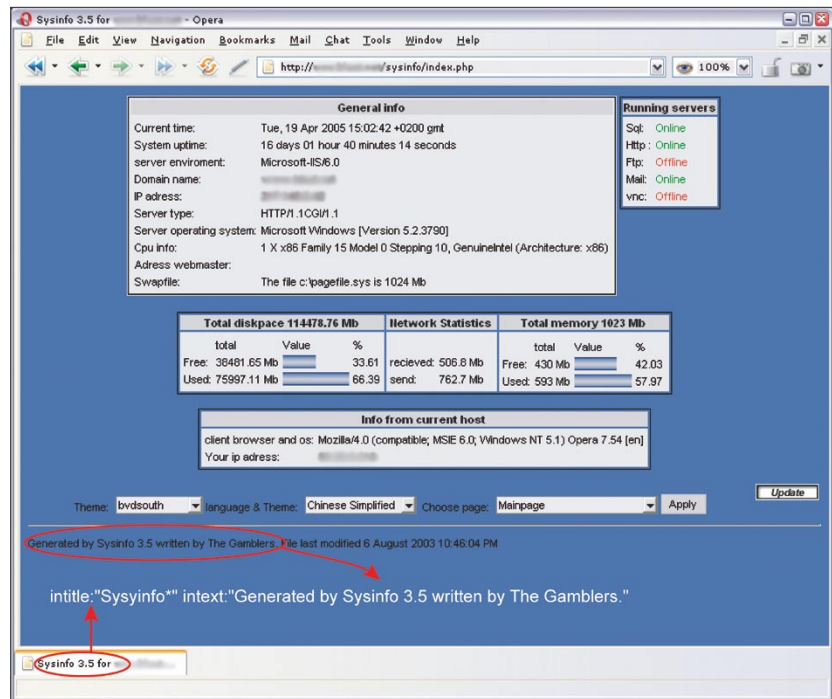 Sysinfo 3.5 for - Opera
File Edit View Navigation Bookmarks Mail Chat Tools Window Help
http:// /sysinfo/index.php 100%
General info
Current time: Tue, 19 Apr 2005 15:02:42 +0200 gmt
System uptime: 16 days 01 hour 40 minutes 14 seconds
server enviroment: Microsoft-IIS/6.0
Domain name:
IP adress:
Server type: HTTP/1.1CGI/1.1
Server operating system: Microsoft Windows [Version 5.2.3790]
Cpu info: 1 X x86 Family 15 Model 0 Stepping 10, GenuineIntel (Architecture: x86)
Adress webmaster:
Swapfile: The file c:\pagefile.sys is 1024 Mb
Running servers
Sql: Online
Http : Online
Ftp: Offline
Mail: Online
vnc: Offline
Total diskpace 114478.76 Mb
total Value %
Free: 38481.65 Mb 33.61
Used: 75997.11 Mb 66.39
Network Statistics
recieved: 506.8 Mb
send: 762.7 Mb
Total memory 1023 Mb
total Value %
Free: 430 Mb 42.03
Used: 593 Mb 57.97
Info from current host
client browser and os: Mozilla/4.0 (compatible; MSIE 6.0; Windows NT 5.1) Opera 7.54 [en]
Your ip adress:
Update
Theme: bvdsouth language & Theme: Chinese Simplified Choose page: Mainpage Apply
Generated by Sysinfo 3.5 written by The Gamblers. File last modified 6 August 2003 10:46:04 PM
intitle:"Sysyinfo*" intext:"Generated by Sysinfo 3.5 written by The Gamblers."
Sysinfo 3.5 for